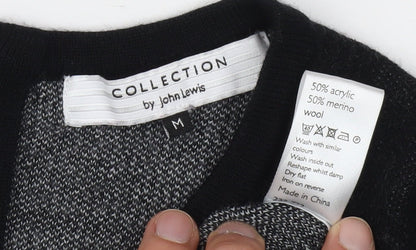 COLLECTION
by John Lewis
M
50% acrylic
50% merino
wool
Wash with similar
colours
Wash inside out
Reshape whilst damp
Dry flat
Iron on reverse
Made in China